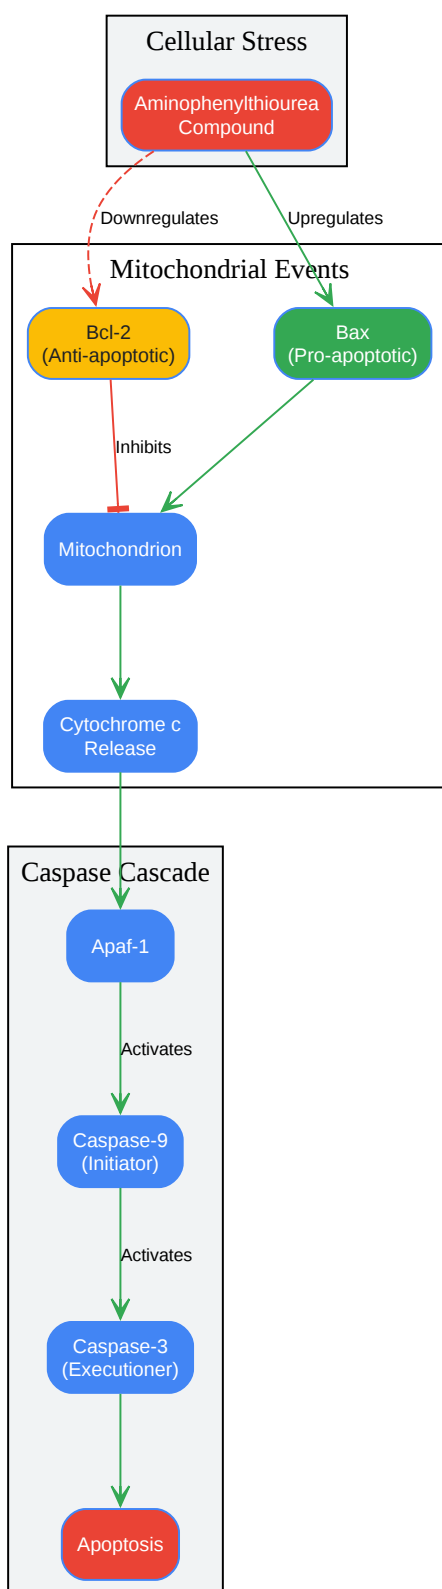 Cellular Stress
Aminophenylthiourea
Compound
Downregulates
Upregulates
Mitochondrial Events
Bcl-2
(Anti-apoptotic)
Bax
(Pro-apoptotic)
Inhibits
Mitochondrion
Cytochrome c
Release
Caspase Cascade
Apaf-1
Activates
Caspase-9
(Initiator)
Activates
Caspase-3
(Executioner)
Apoptosis